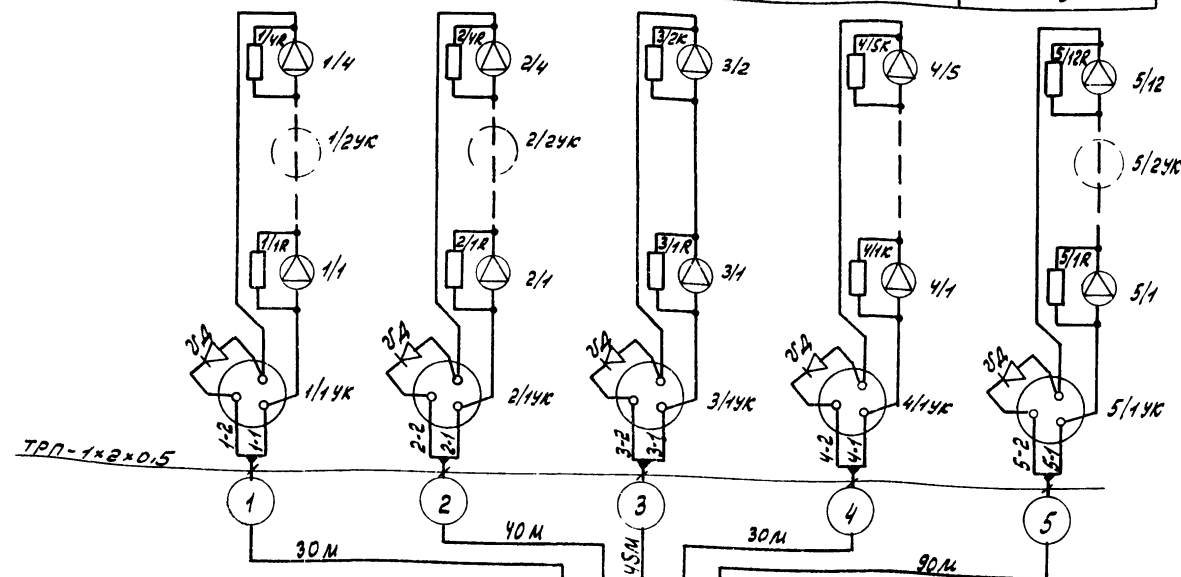 1/4R
1/4
2/4R
2/4
3/2К
3/2
4/5К
4/5
5/12R
5/12
1/2УК
2/2УК
5/2УК
1/1R
1/1
2/1R
2/1
3/1R
3/1
4/1К
4/1
5/1R
5/1
VД
VД
VД
VД
VД
1/1УК
2/1УК
3/1УК
4/1УК
5/1УК
1-2
1-1
2-2
2-1
3-2
3-1
4-2
4-1
5-2
5-1
ТРП-1×2×0,5
1
2
3
4
5
30М
40М
45М
30М
90М